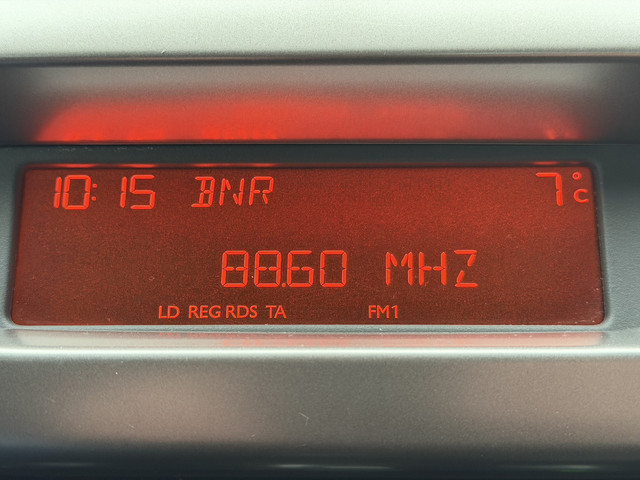 10:15 BNR 7°C
88.60 MHZ
LD REG RDS TA FM1